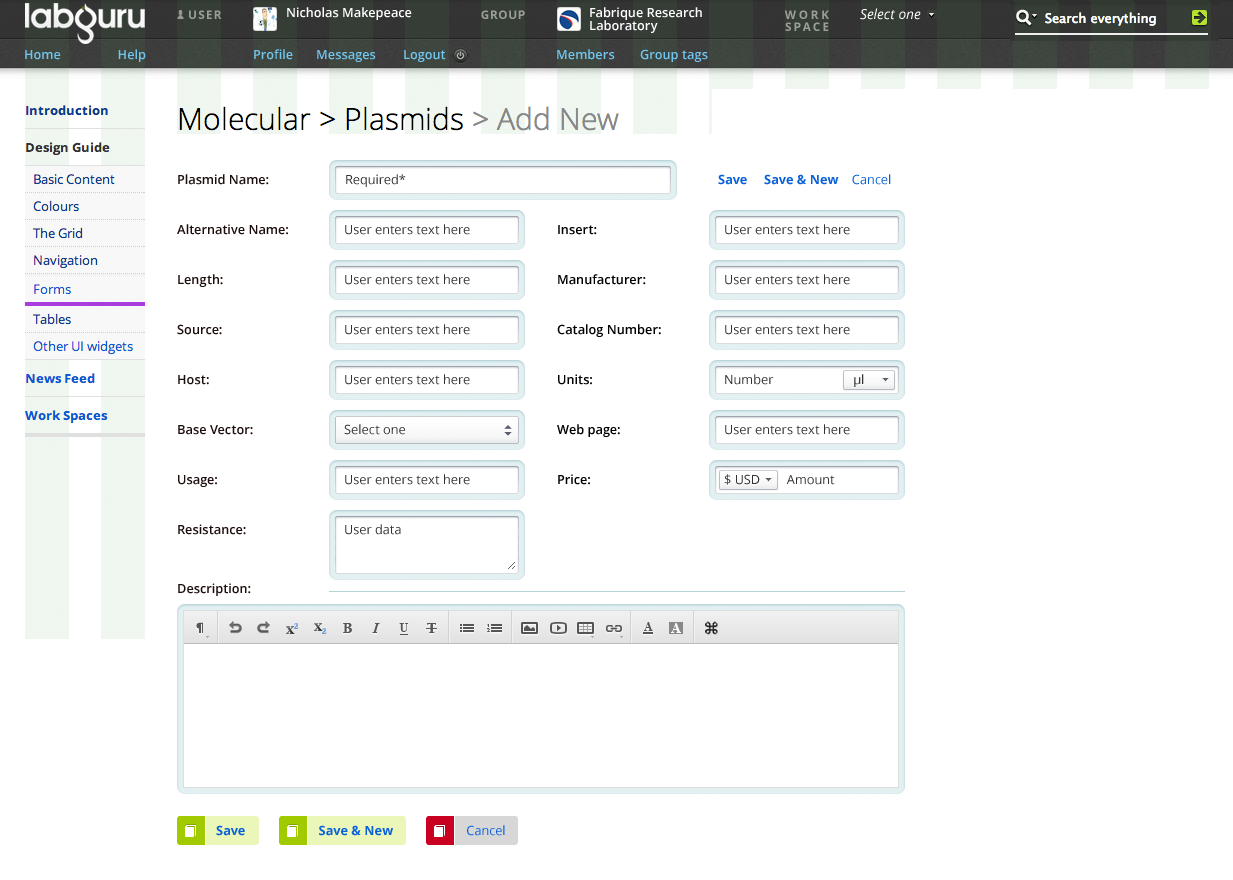 labguru
USER
Nicholas Makepeace
GROUP
Fabrique Research
Laboratory
WORK
SPACE
Select one
Search everything
Home
Help
Profile
Messages
Logout
Members
Group tags
Introduction
Design Guide
Basic Content
Colours
The Grid
Navigation
Forms
Tables
Other UI widgets
News Feed
Work Spaces
Molecular > Plasmids > Add New
Plasmid Name:
Required*
Save
Save & New
Cancel
Alternative Name:
User enters text here
Insert:
User enters text here
Length:
User enters text here
Manufacturer:
User enters text here
Source:
User enters text here
Catalog Number:
User enters text here
Host:
User enters text here
Units:
Number
µl
Base Vector:
Select one
Web page:
User enters text here
Usage:
User enters text here
Price:
$ USD
Amount
Resistance:
User data
Description:
¶ X² X₂ B I U T A A ⌘
Save
Save & New
Cancel